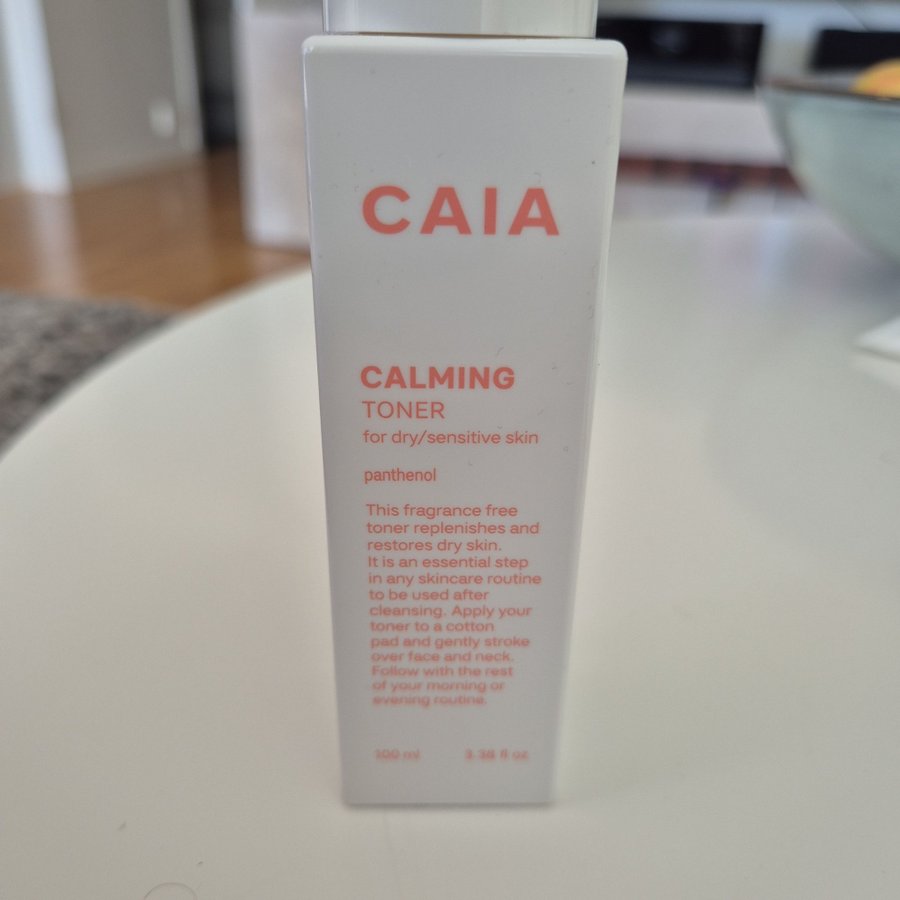 CAIA
CALMING
TONER
for dry/sensitive skin
panthenol
This fragrance free
toner replenishes and
restores dry skin.
It is an essential step
in any skincare routine
to be used after
cleansing. Apply your
toner to a cotton
pad and gently stroke
over face and neck.
Follow with the rest
of your morning or
evening routine.
100 ml 3.38 fl oz